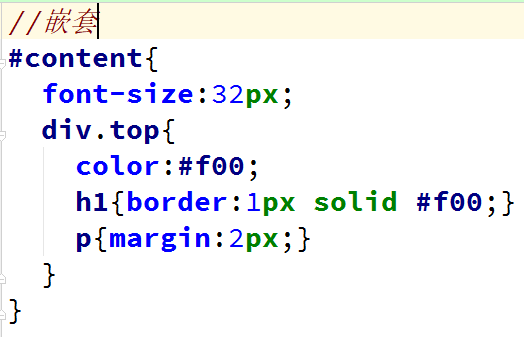 //嵌套
#content{
  font-size:32px;
  div.top{
    color:#f00;
    h1{border:1px solid #f00;}
    p{margin:2px;}
  }
}